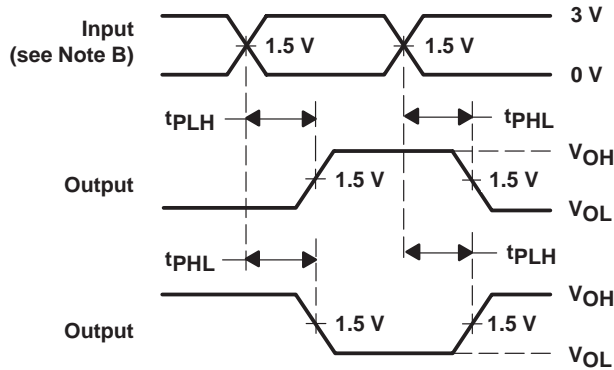 3 V
Input
(see Note B)
1.5 V
1.5 V
0 V
tPLH
tPHL
VOH
Output
1.5 V
1.5 V
VOL
tPHL
tPLH
VOH
Output
1.5 V
1.5 V
VOL